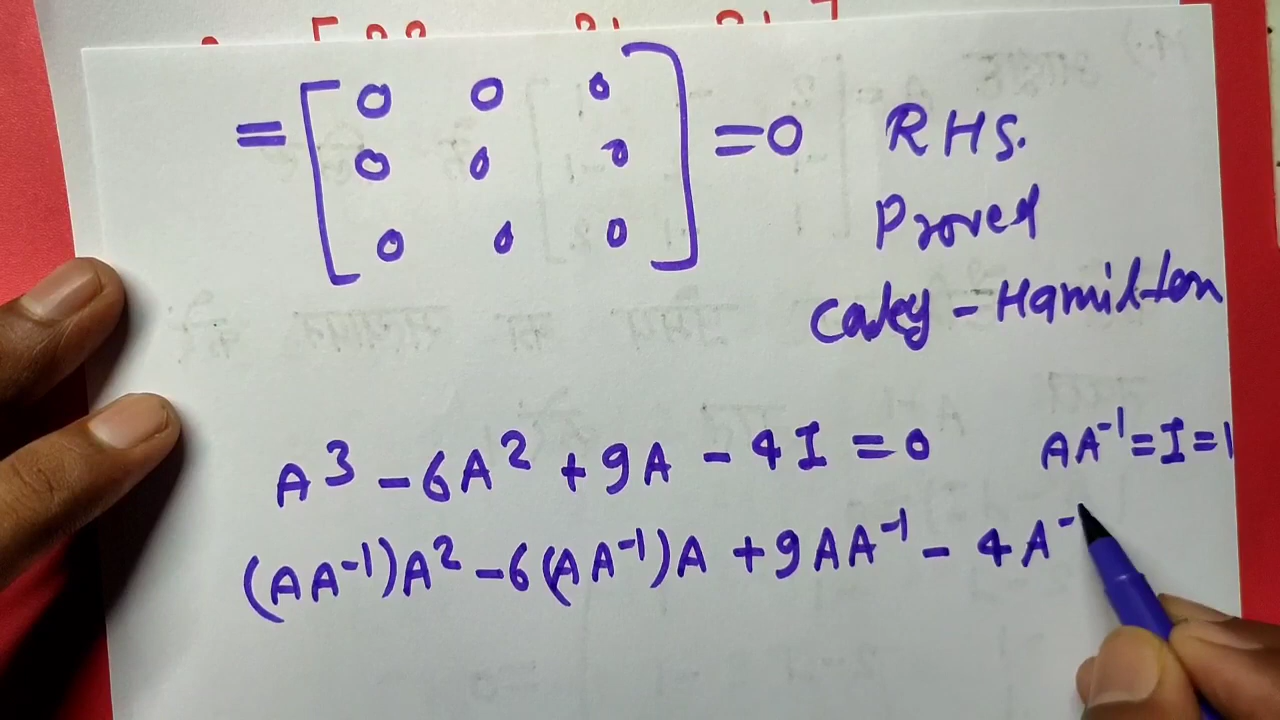 = [0 0 0
0 0 0
0 0 0] = 0 RHS.
Proved
Caley - Hamilton
A³ - 6A² + 9A - 4I = 0 AA⁻¹ = I = 1
(AA⁻¹)A² - 6(AA⁻¹)A + 9AA⁻¹ - 4A⁻